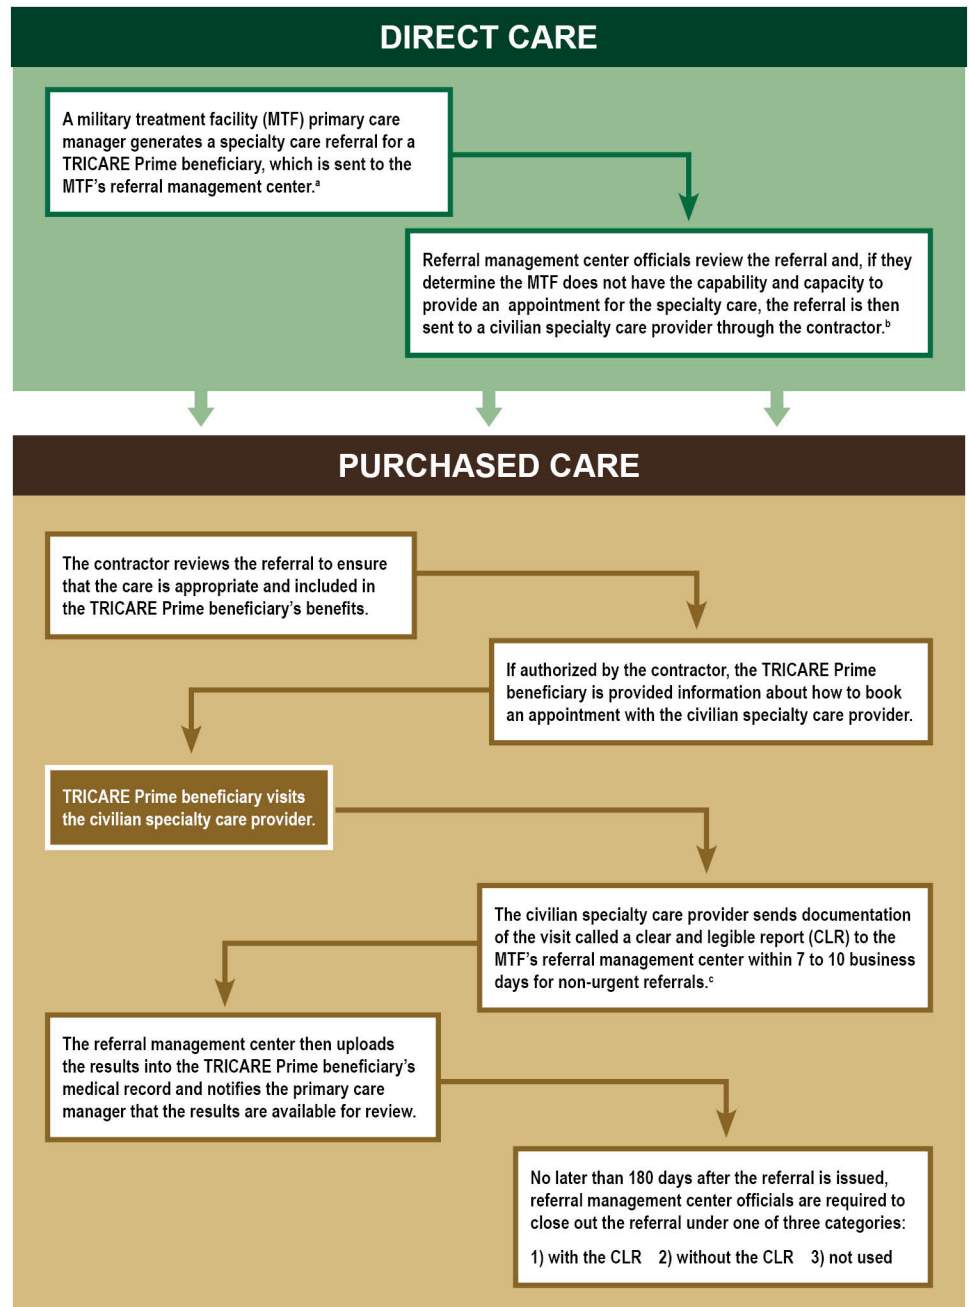 DIRECT CARE
A military treatment facility (MTF) primary care
manager generates a specialty care referral for a
TRICARE Prime beneficiary, which is sent to the
MTF's referral management center.ᵃ
Referral management center officials review the referral and, if they
determine the MTF does not have the capability and capacity to
provide an appointment for the specialty care, the referral is then
sent to a civilian specialty care provider through the contractor.ᵇ
PURCHASED CARE
The contractor reviews the referral to ensure
that the care is appropriate and included in
the TRICARE Prime beneficiary's benefits.
If authorized by the contractor, the TRICARE Prime
beneficiary is provided information about how to book
an appointment with the civilian specialty care provider.
TRICARE Prime beneficiary visits
the civilian specialty care provider.
The civilian specialty care provider sends documentation
of the visit called a clear and legible report (CLR) to the
MTF's referral management center within 7 to 10 business
days for non-urgent referrals.ᶜ
The referral management center then uploads
the results into the TRICARE Prime beneficiary's
medical record and notifies the primary care
manager that the results are available for review.
No later than 180 days after the referral is issued,
referral management center officials are required to
close out the referral under one of three categories:
1) with the CLR 2) without the CLR 3) not used